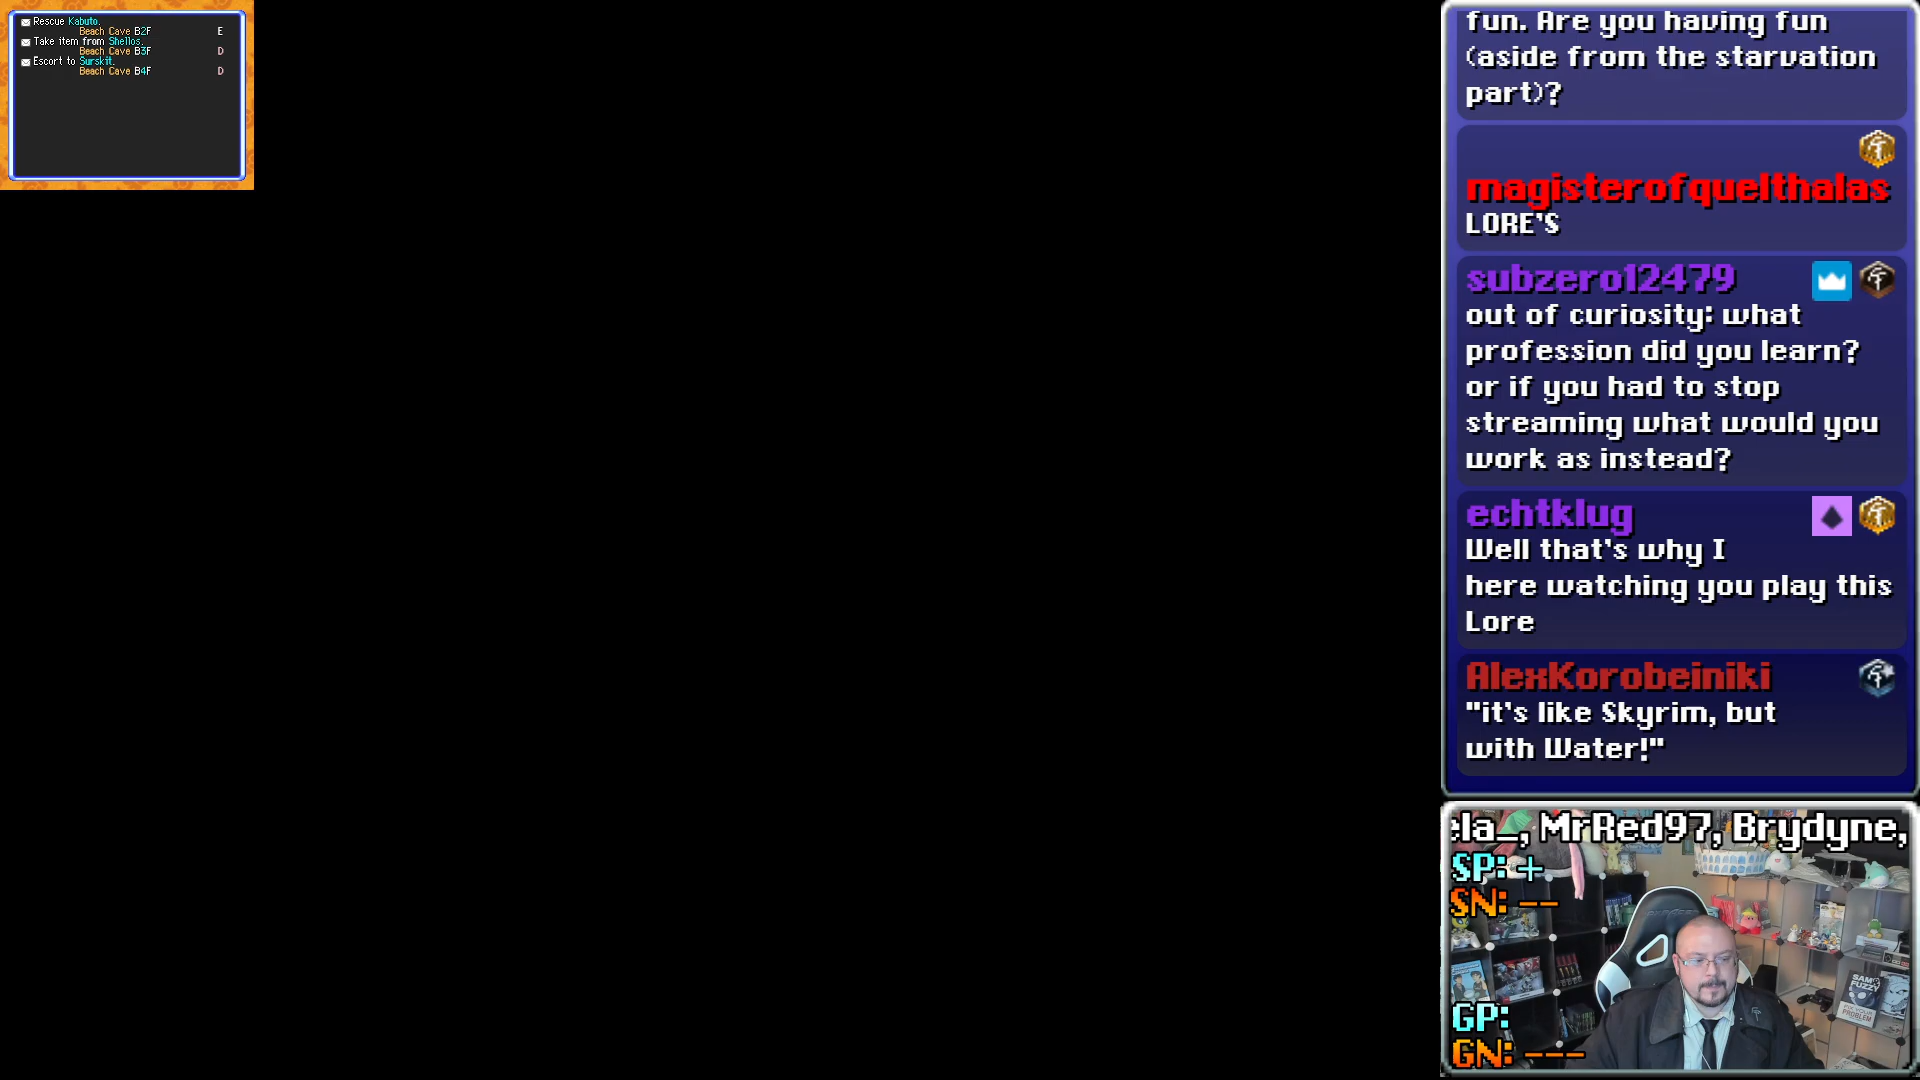 Rescue Kabuto.
Beach Cave B2F E
Take item from Shellos.
Beach Cave B3F D
Escort to Surskit.
Beach Cave B4F D
fun. Are you having fun
(aside from the starvation
part)?
magisterofquelthalas
LORE'S
subzero12479
out of curiosity: what
profession did you learn?
or if you had to stop
streaming what would you
work as instead?
echtklug
Well that's why I
here watching you play this
Lore
AlexKorobeiniki
"it's like Skyrim, but
with Water!"
ela_, MrRed97, Brydyne,
SP: +
SN: --
GP:
GN: ---